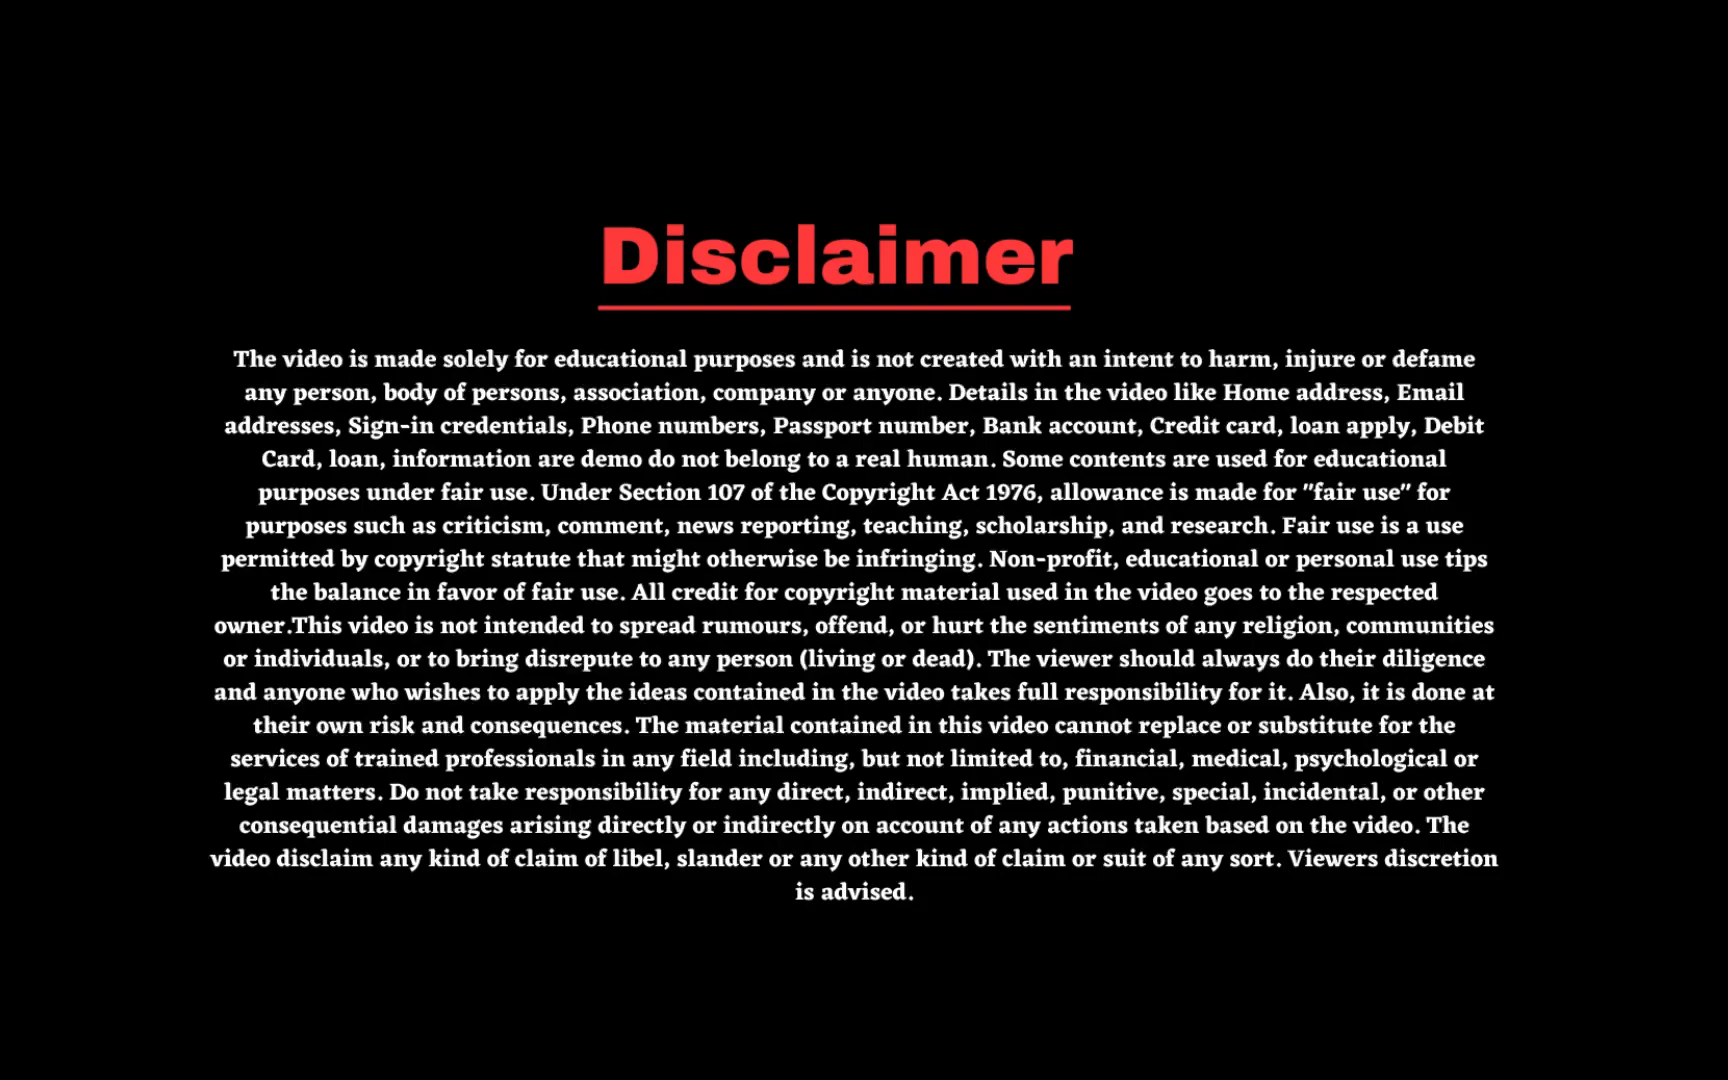 Disclaimer
The video is made solely for educational purposes and is not created with an intent to harm, injure or defame
any person, body of persons, association, company or anyone. Details in the video like Home address, Email
addresses, Sign-in credentials, Phone numbers, Passport number, Bank account, Credit card, loan apply, Debit
Card, loan, information are demo do not belong to a real human. Some contents are used for educational
purposes under fair use. Under Section 107 of the Copyright Act 1976, allowance is made for "fair use" for
purposes such as criticism, comment, news reporting, teaching, scholarship, and research. Fair use is a use
permitted by copyright statute that might otherwise be infringing. Non-profit, educational or personal use tips
the balance in favor of fair use. All credit for copyright material used in the video goes to the respected
owner.This video is not intended to spread rumours, offend, or hurt the sentiments of any religion, communities
or individuals, or to bring disrepute to any person (living or dead). The viewer should always do their diligence
and anyone who wishes to apply the ideas contained in the video takes full responsibility for it. Also, it is done at
their own risk and consequences. The material contained in this video cannot replace or substitute for the
services of trained professionals in any field including, but not limited to, financial, medical, psychological or
legal matters. Do not take responsibility for any direct, indirect, implied, punitive, special, incidental, or other
consequential damages arising directly or indirectly on account of any actions taken based on the video. The
video disclaim any kind of claim of libel, slander or any other kind of claim or suit of any sort. Viewers discretion
is advised.